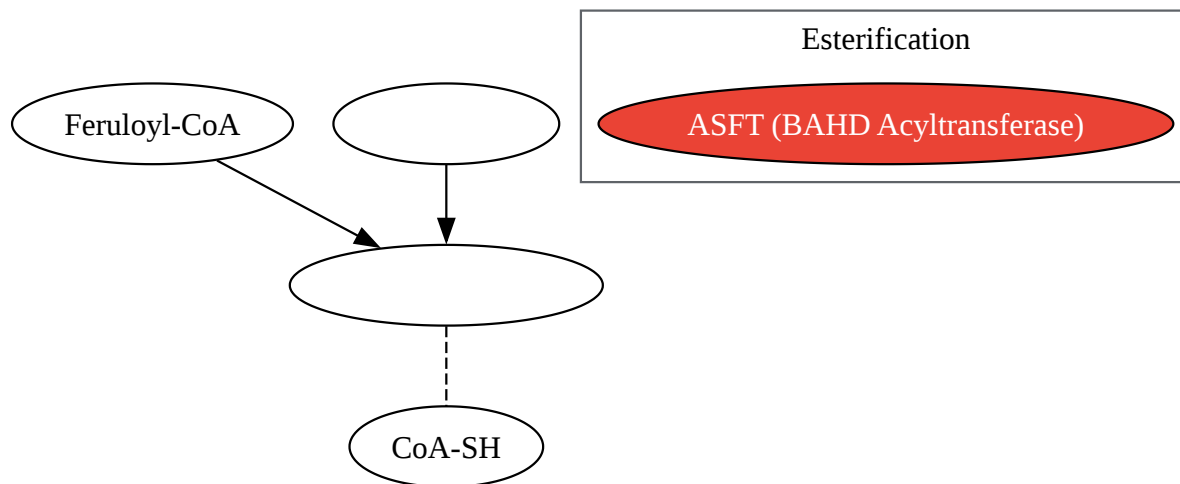 Esterification
Feruloyl-CoA
ASFT (BAHD Acyltransferase)
CoA-SH